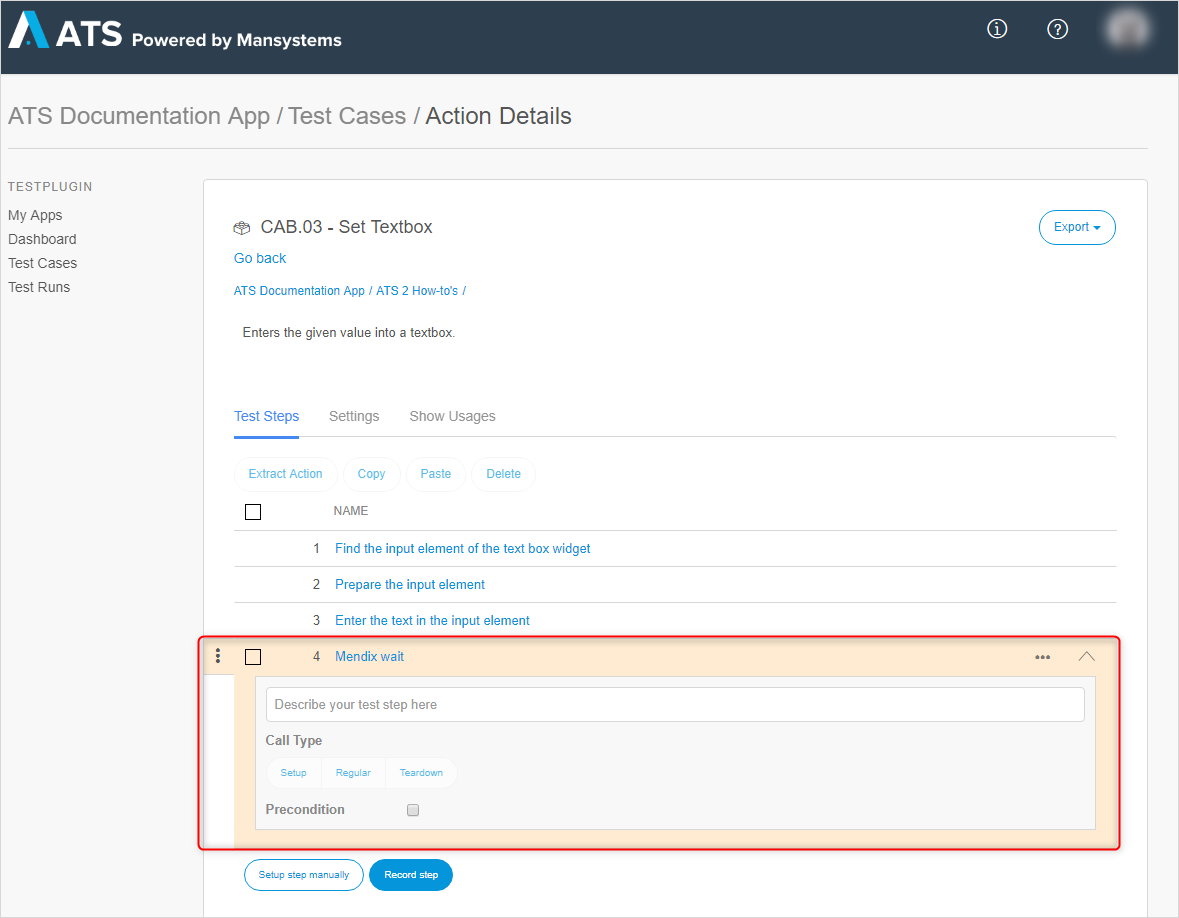 ATS Powered by Mansystems
ATS Documentation App / Test Cases / Action Details
TESTPLUGIN
My Apps
Dashboard
Test Cases
Test Runs
CAB.03 - Set Textbox
Export
Go back
ATS Documentation App / ATS 2 How-to's /
Enters the given value into a textbox.
Test Steps Settings Show Usages
Extract Action Copy Paste Delete
NAME
1 Find the input element of the text box widget
2 Prepare the input element
3 Enter the text in the input element
4 Mendix wait
Describe your test step here
Call Type
Setup Regular Teardown
Precondition
Setup step manually Record step